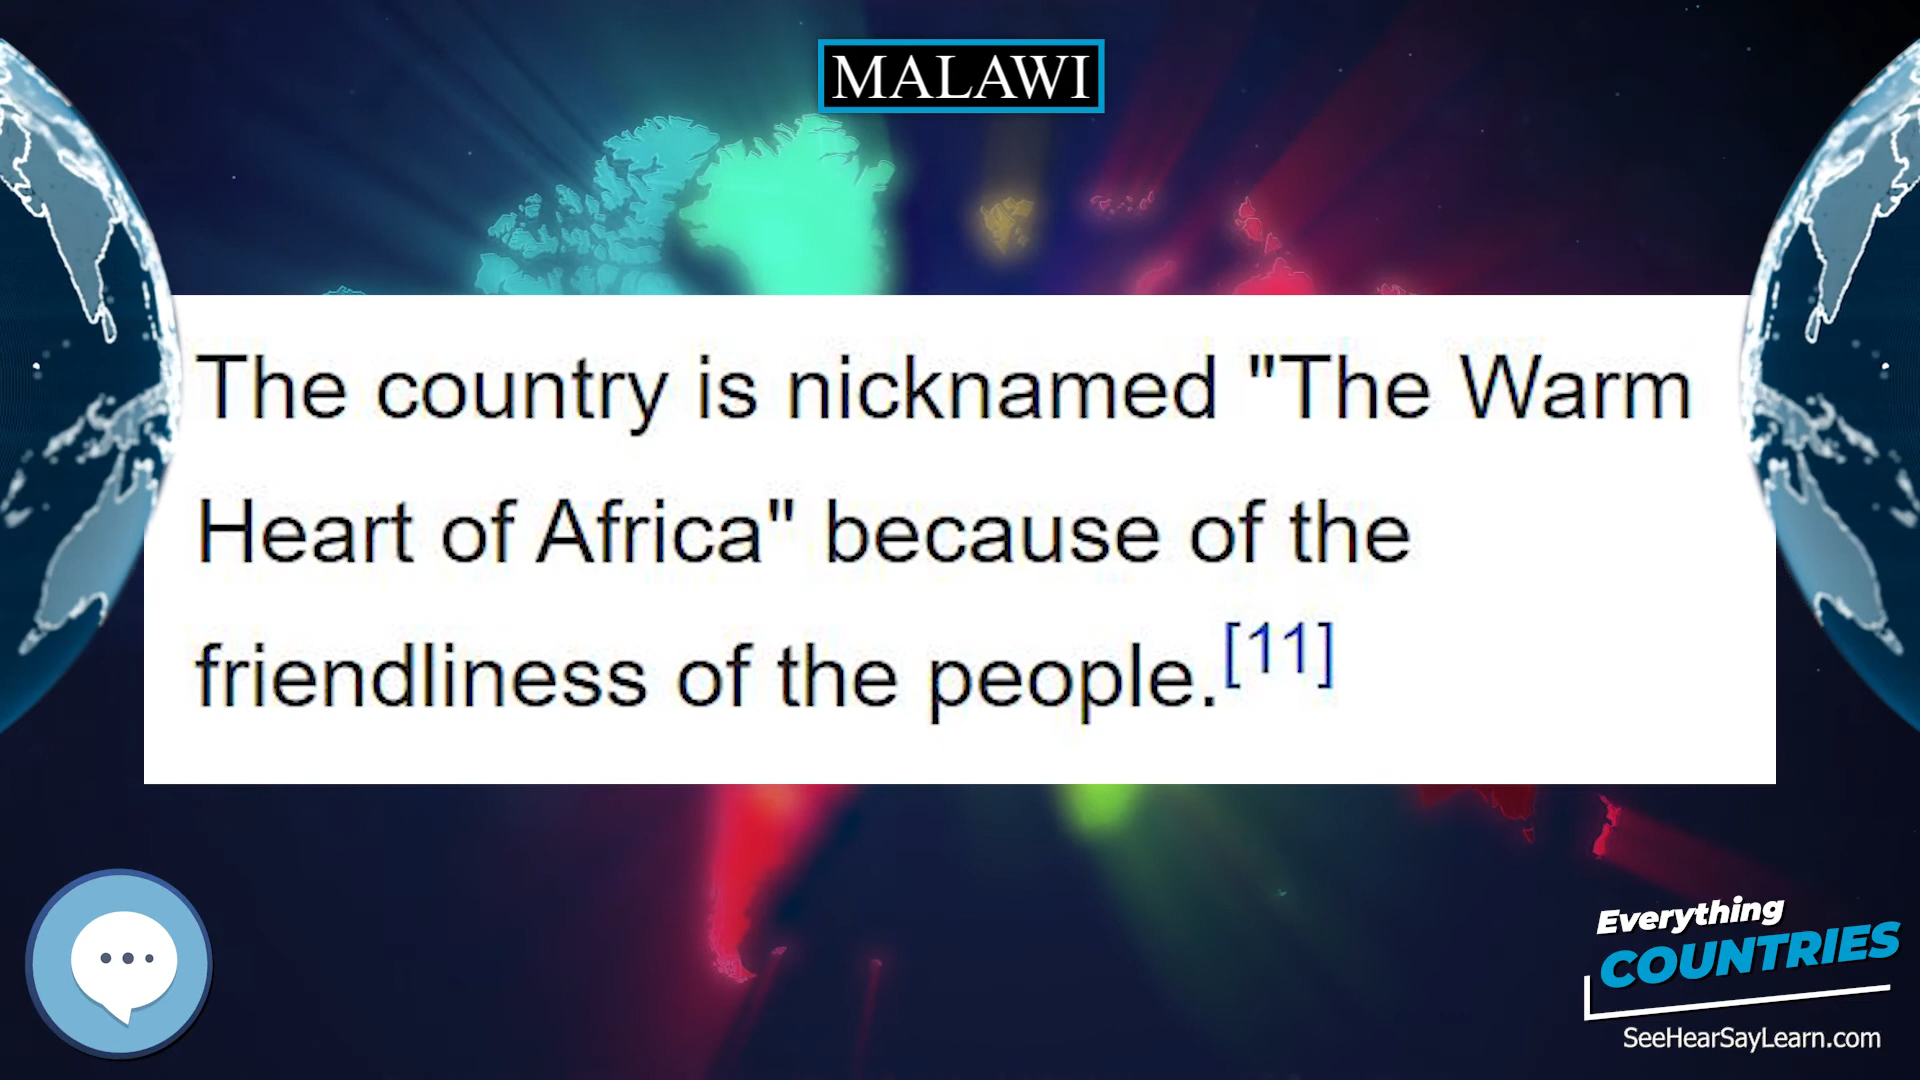 MALAWI
The country is nicknamed "The Warm
Heart of Africa" because of the
friendliness of the people.[11]
Everything
COUNTRIES
SeeHearSayLearn.com